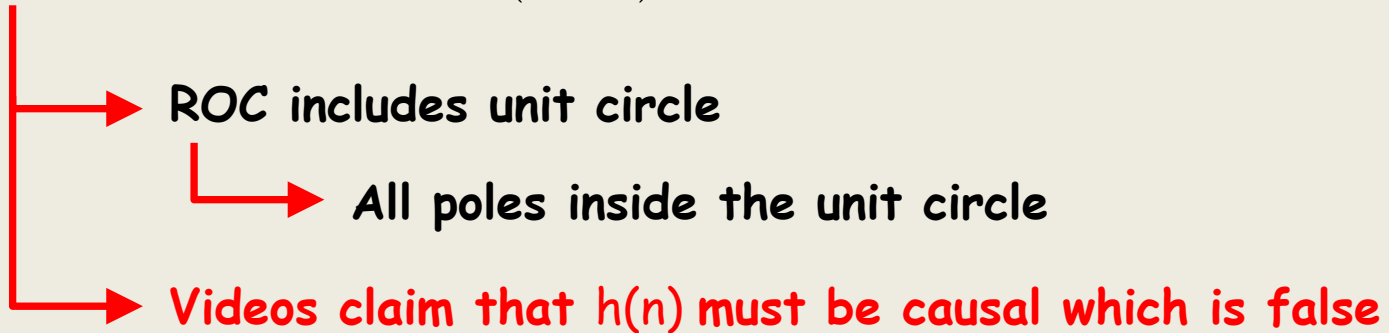 ROC includes unit circle
All poles inside the unit circle
Videos claim that h(n) must be causal which is false